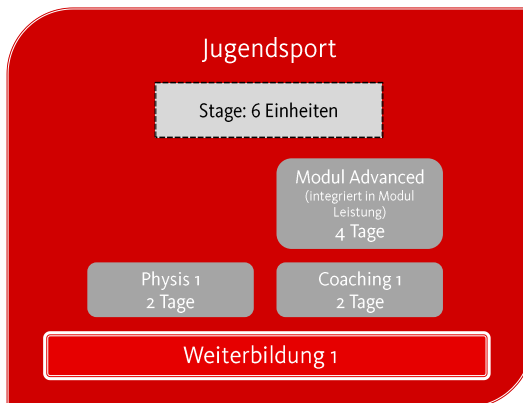 Jugendsport
Stage: 6 Einheiten
Modul Advanced
(integriert in Modul
Leistung)
4 Tage
Physis 1
2 Tage
Coaching 1
2 Tage
Weiterbildung 1